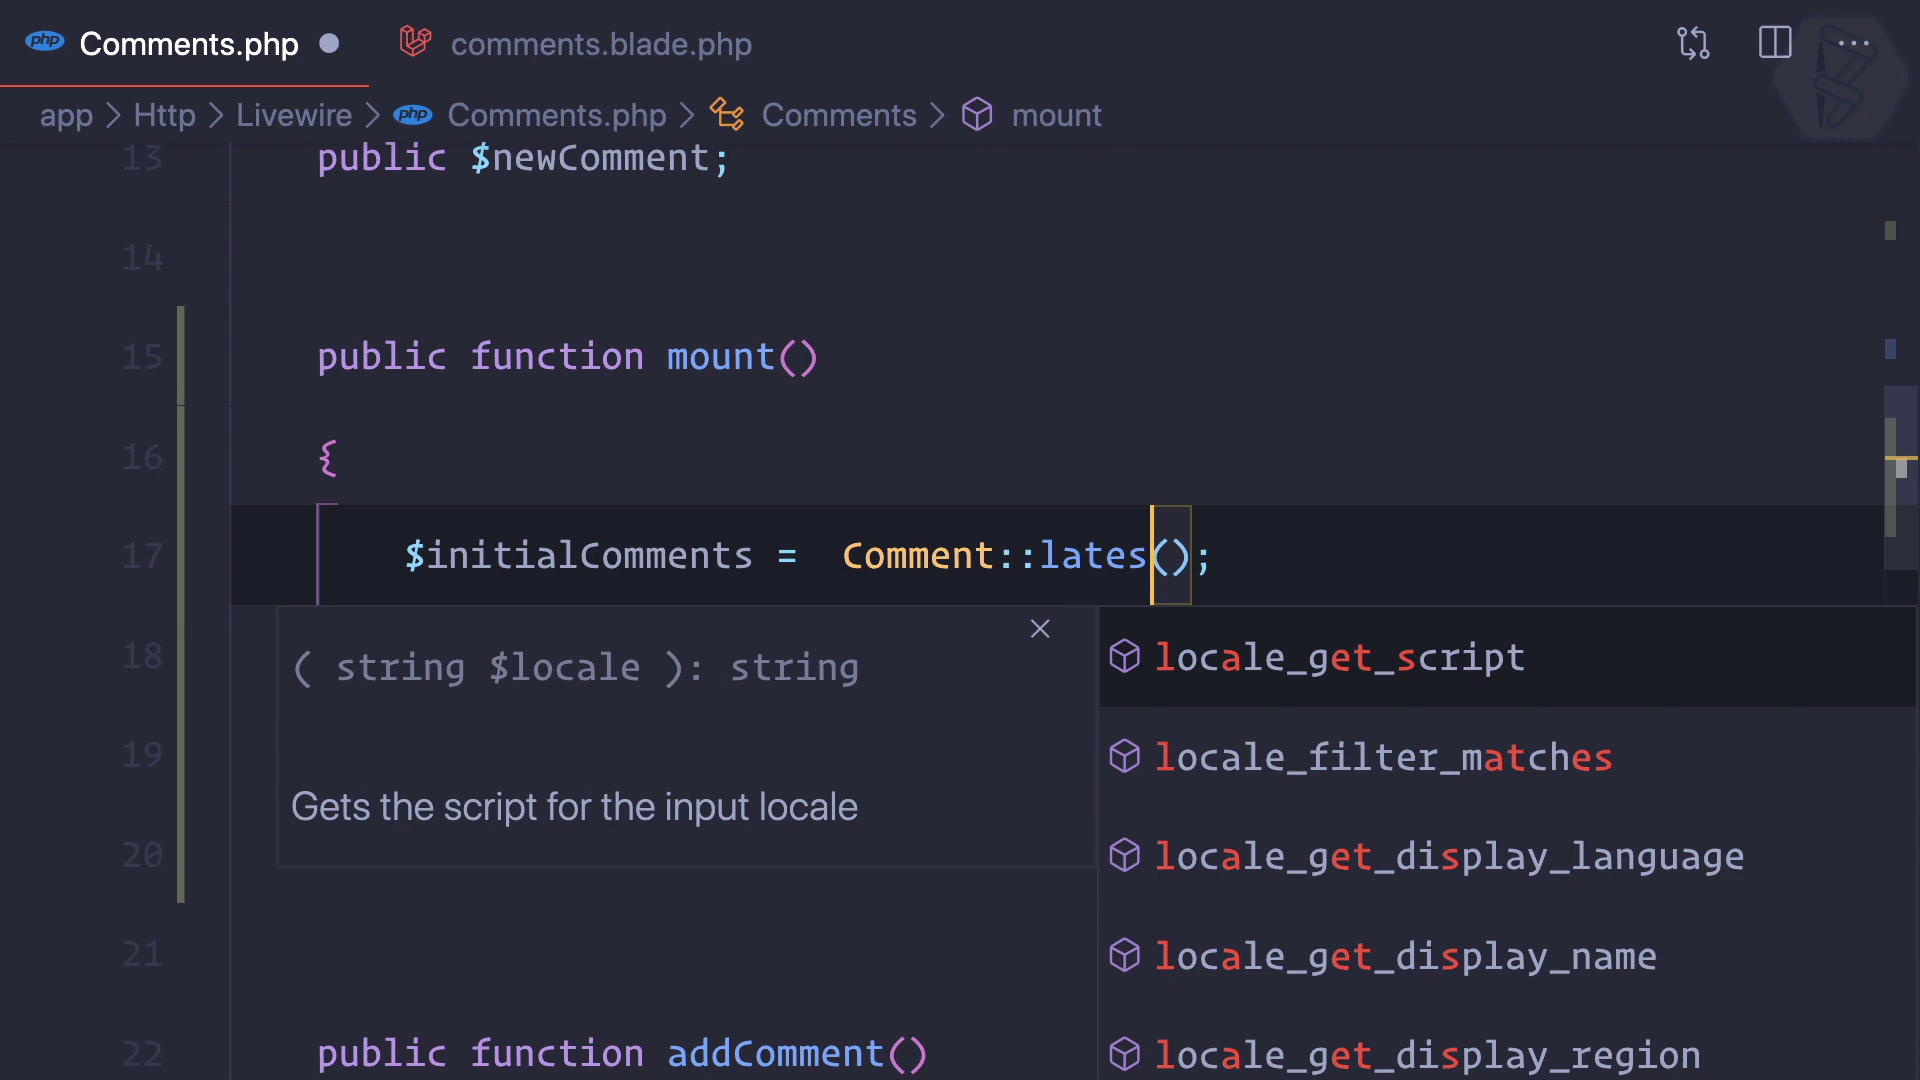 php Comments.php comments.blade.php
app > Http > Livewire > php Comments.php > Comments > mount
13 public $newComment;
14
15 public function mount()
16 {
17 $initialComments = Comment::lates();
18
19
20
21
22 public function addComment()
( string $locale ): string
Gets the script for the input locale
locale_get_script
locale_filter_matches
locale_get_display_language
locale_get_display_name
locale_get_display_region